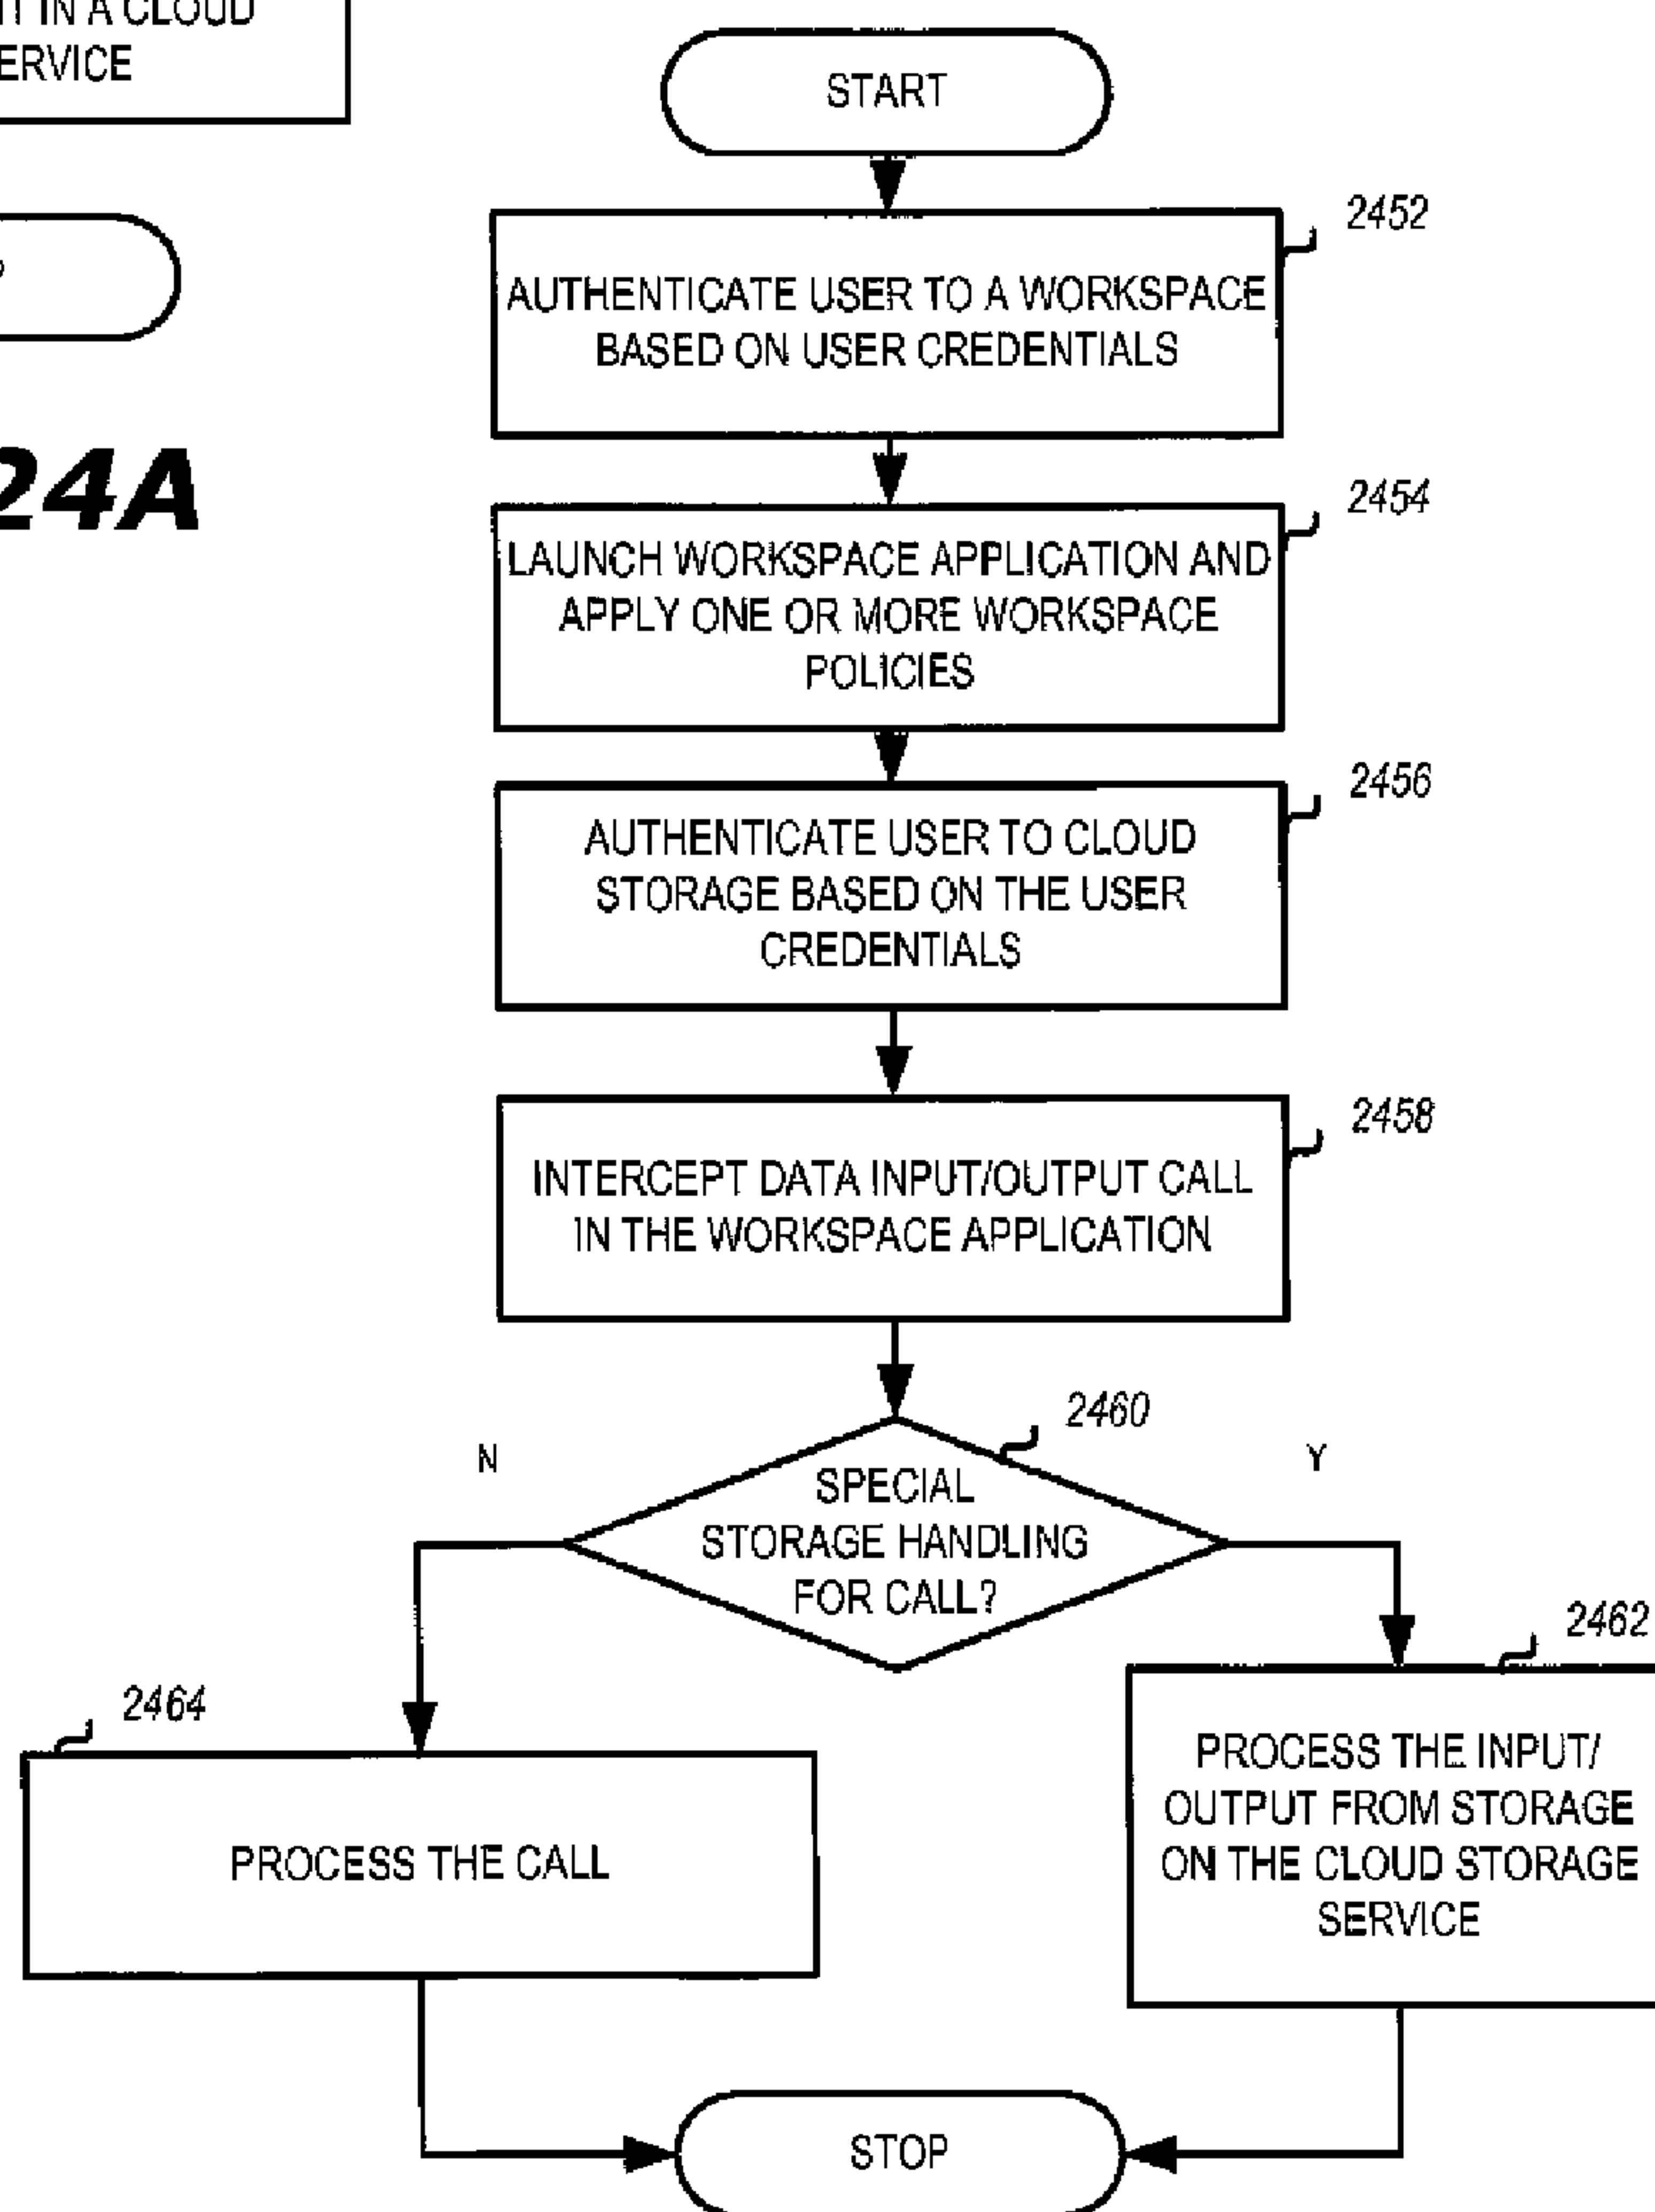 IN A CLOUD
SERVICE
24A
START
2452
AUTHENTICATE USER TO A WORKSPACE
BASED ON USER CREDENTIALS
2454
LAUNCH WORKSPACE APPLICATION AND
APPLY ONE OR MORE WORKSPACE
POLICIES
2456
AUTHENTICATE USER TO CLOUD
STORAGE BASED ON THE USER
CREDENTIALS
2458
INTERCEPT DATA INPUT/OUTPUT CALL
IN THE WORKSPACE APPLICATION
2460
N
Y
SPECIAL
STORAGE HANDLING
FOR CALL?
2462
PROCESS THE INPUT/
OUTPUT FROM STORAGE
ON THE CLOUD STORAGE
SERVICE
2464
PROCESS THE CALL
STOP